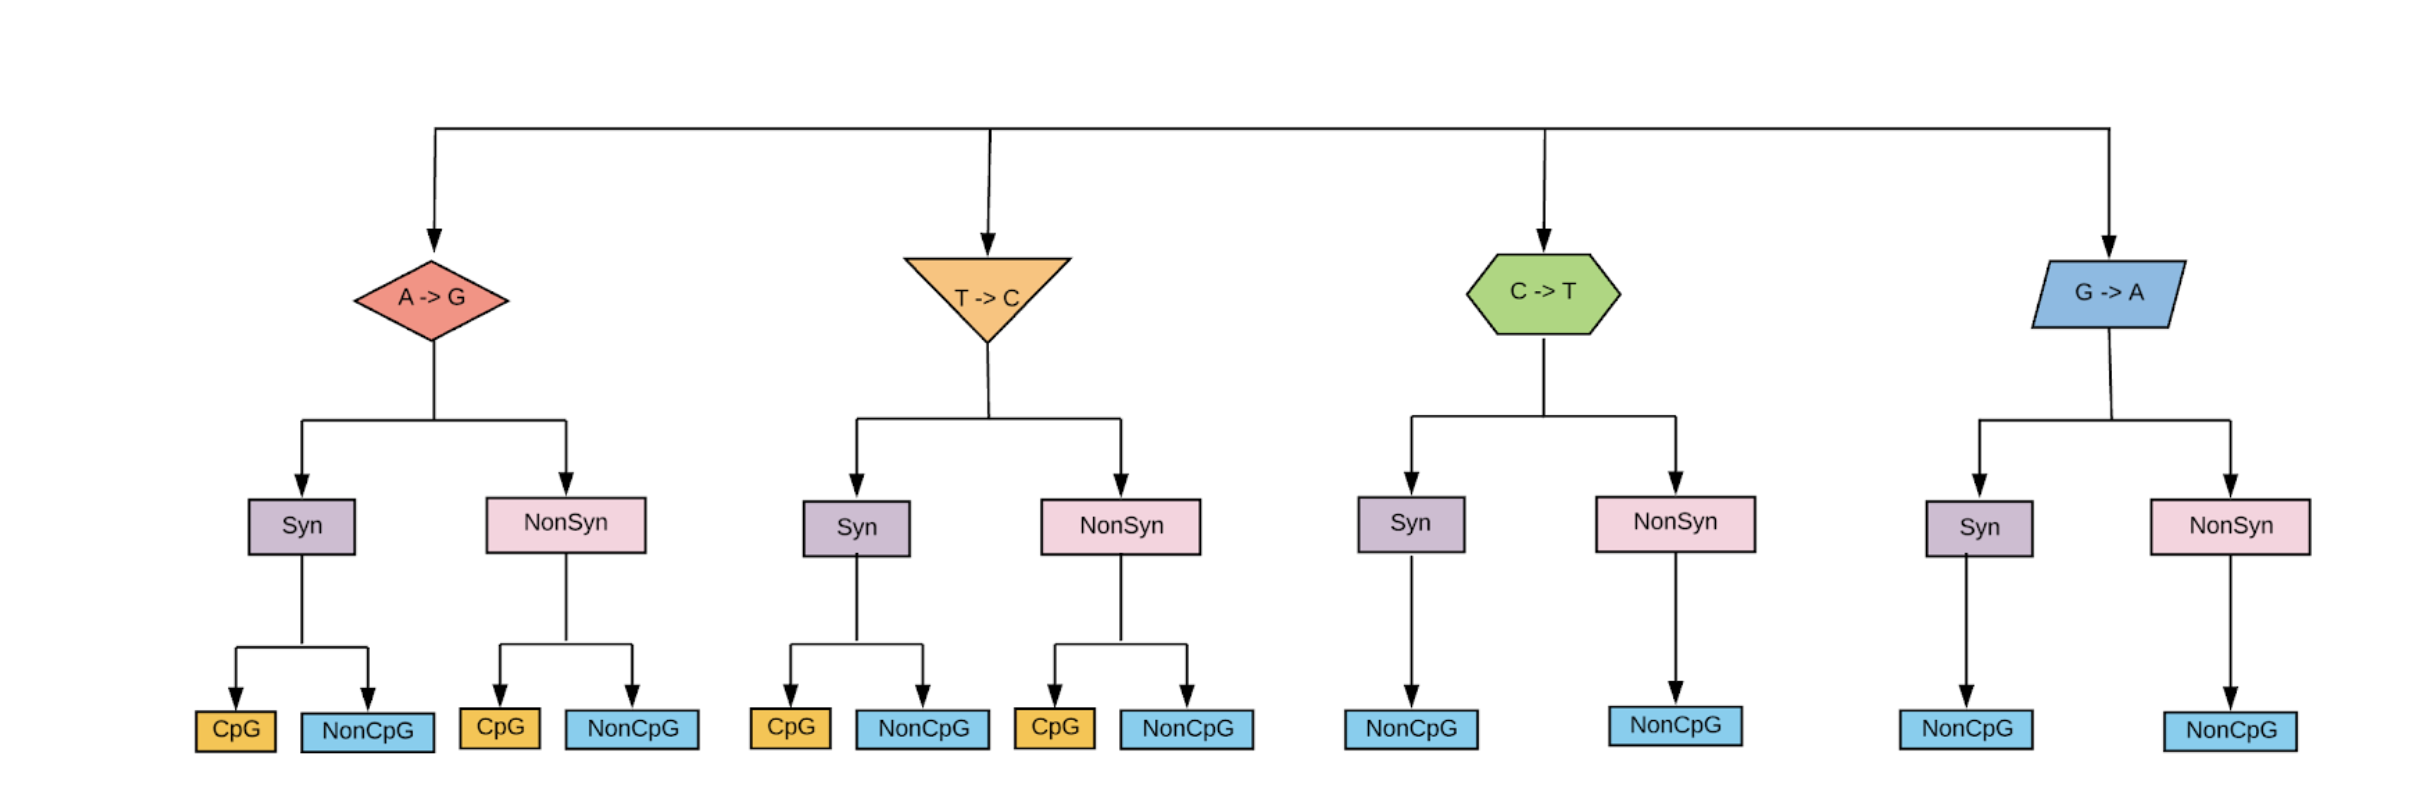 A -> G
T -> C
C -> T
G -> A
Syn
NonSyn
Syn
NonSyn
Syn
NonSyn
Syn
NonSyn
CpG
NonCpG
CpG
NonCpG
CpG
NonCpG
CpG
NonCpG
NonCpG
NonCpG
NonCpG
NonCpG